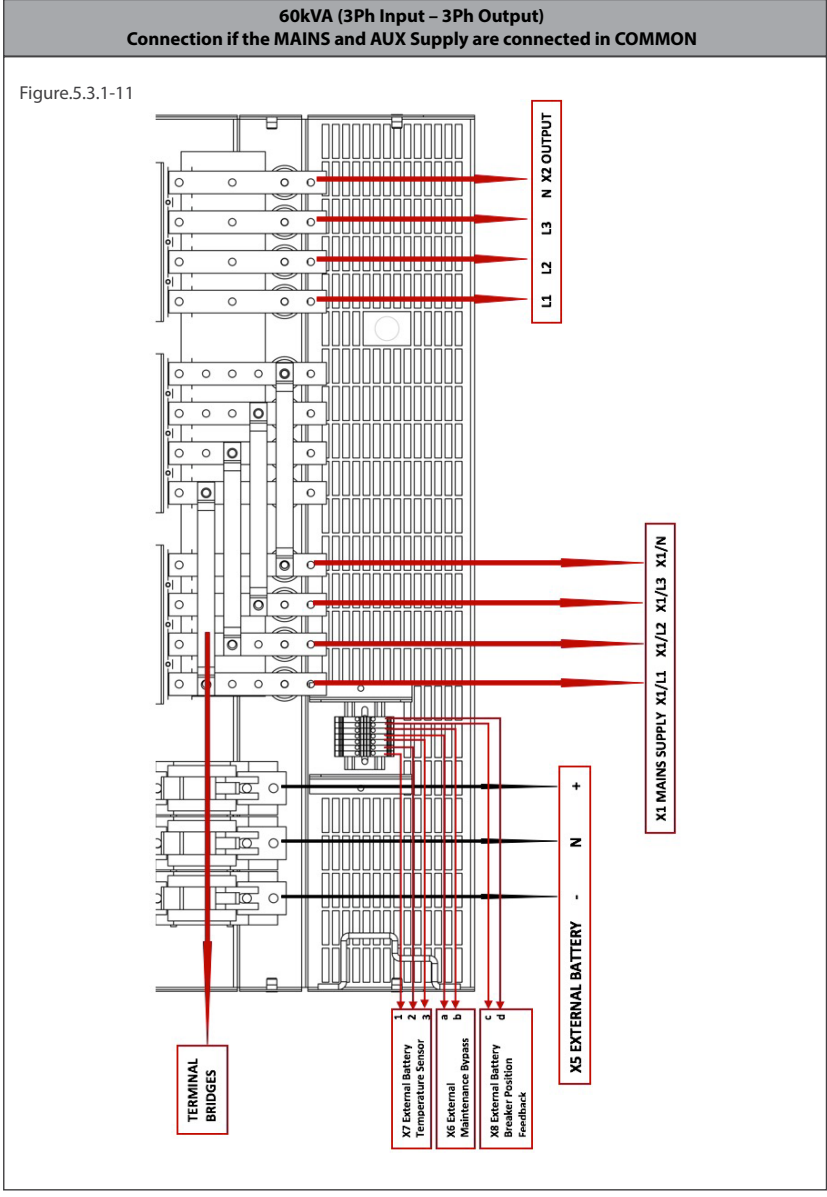 60kVA (3Ph Input – 3Ph Output)
Connection if the MAINS and AUX Supply are connected in COMMON
Figure.5.3.1-11
L1 L2 L3 N X2 OUTPUT
X1 MAINS SUPPLY X1/L1 X1/L2 X1/L3 X1/N
X5 EXTERNAL BATTERY - N +
TERMINAL
BRIDGES
1 2 3
X7 External Battery
Temperature Sensor
a b
X6 External
Maintenance Bypass
c d
X8 External Battery
Breaker Position
Feedback